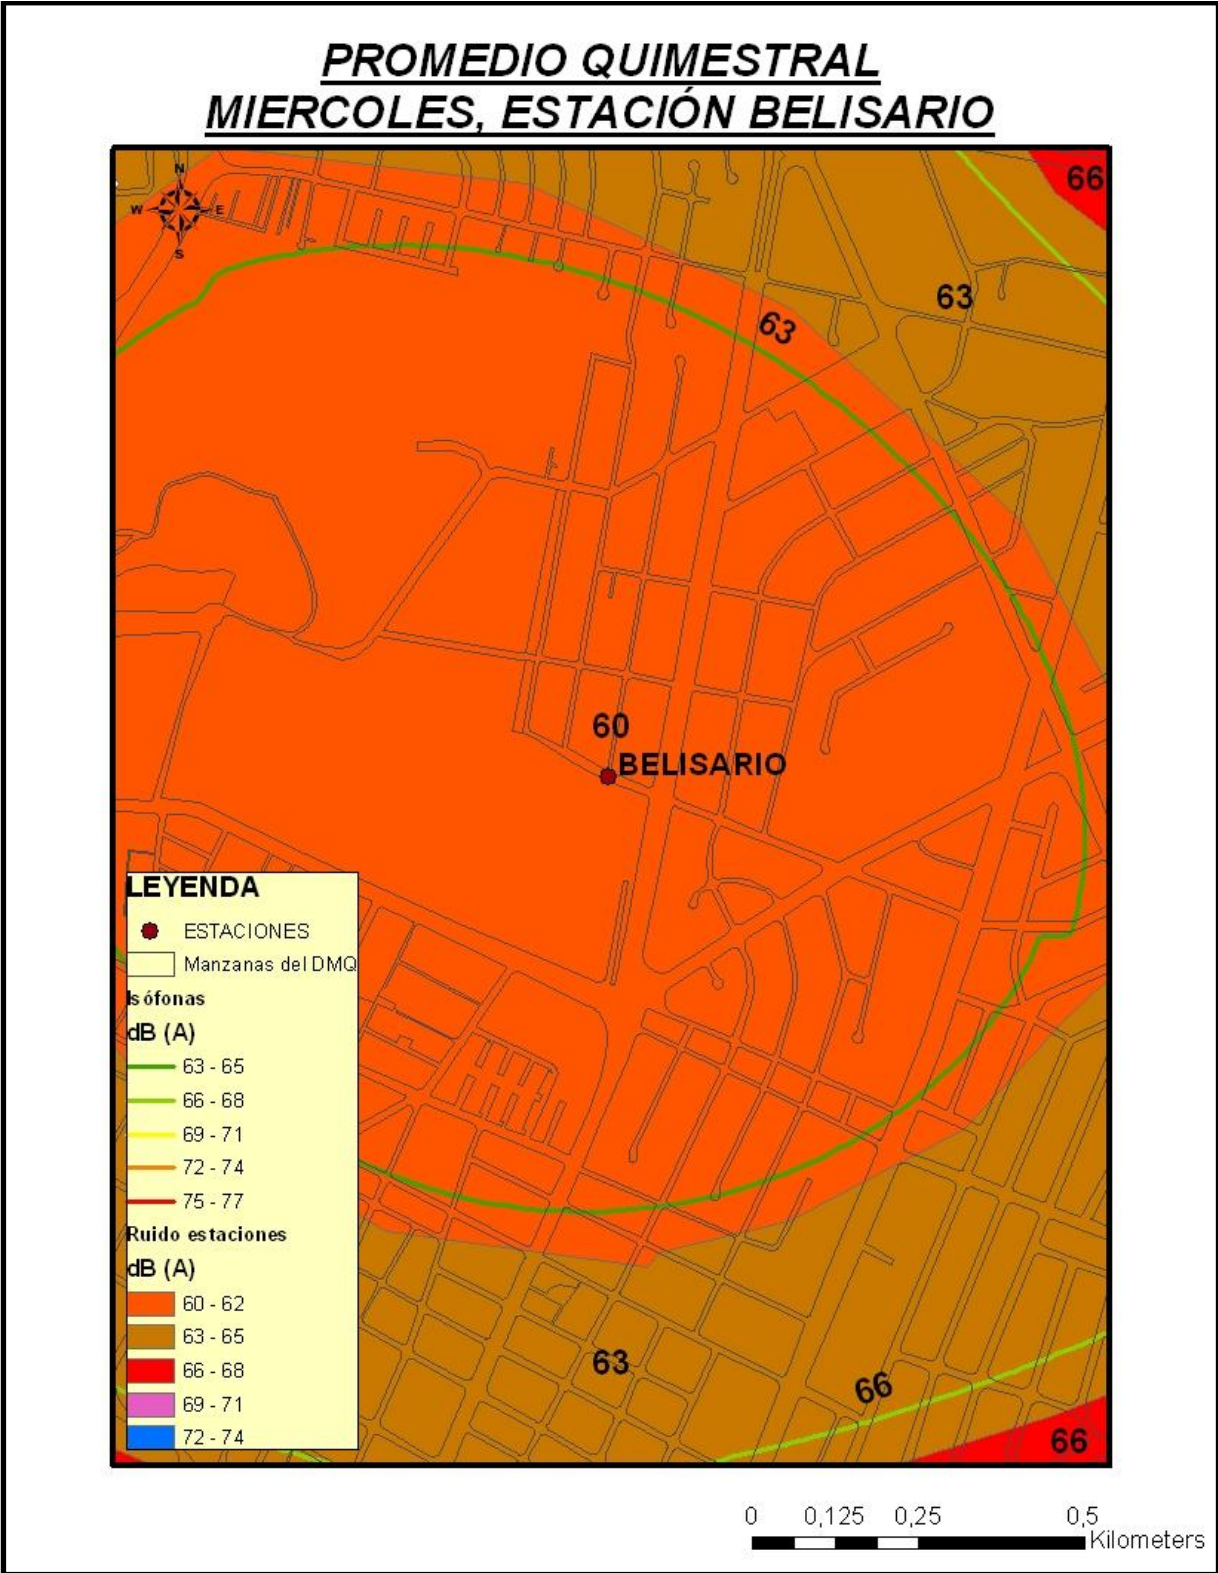 PROMEDIO QUIMESTRAL
MIERCOLES, ESTACIÓN BELISARIO
N
W
E
S
66
63
63
60
BELISARIO
63
66
66
LEYENDA
ESTACIONES
Manzanas del DMQ
Isófonas
dB (A)
63 - 65
66 - 68
69 - 71
72 - 74
75 - 77
Ruido estaciones
dB (A)
60 - 62
63 - 65
66 - 68
69 - 71
72 - 74
0 0,125 0,25 0,5
Kilometers